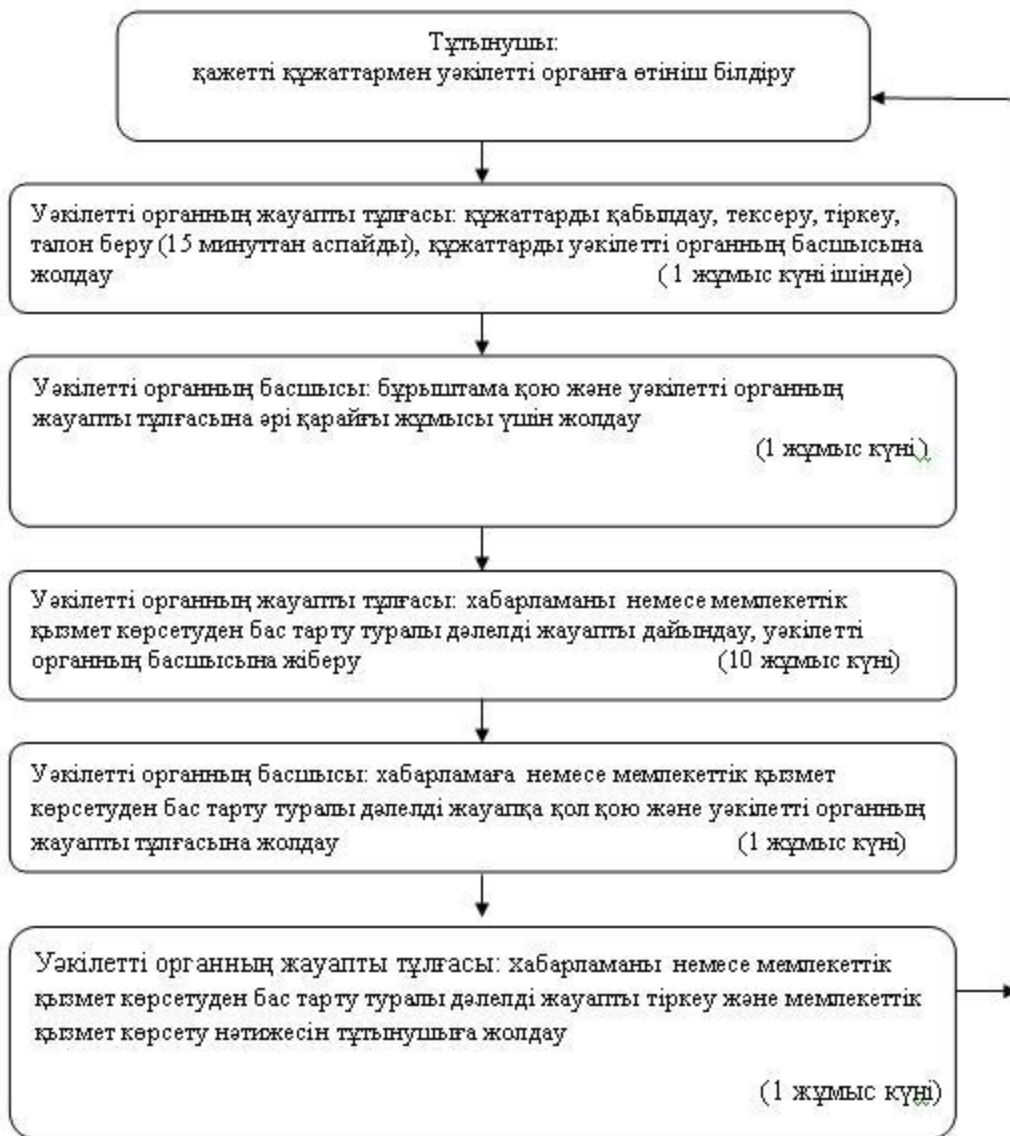 Тұтынушы:
қажетті құжаттармен уәкілетті органға өтініш білдіру
Уәкілетті органның жауапты тұлғасы: құжаттарды қабылдау, тексеру, тіркеу,
талон беру (15 минуттан аспайды), құжаттарды уәкілетті органның басшысына
жолдау (1 жұмыс күні ішінде)
Уәкілетті органның басшысы: бұрыштама қою және уәкілетті органның
жауапты тұлғасына әрі қарайғы жұмысы үшін жолдау
(1 жұмыс күні)
Уәкілетті органның жауапты тұлғасы: хабарламаны немесе мемлекеттік
қызмет көрсетуден бас тарту туралы дәлелді жауапты дайындау, уәкілетті
органның басшысына жіберу (10 жұмыс күні)
Уәкілетті органның басшысы: хабарламаға немесе мемлекеттік қызмет
көрсетуден бас тарту туралы дәлелді жауапқа қол қою және уәкілетті органның
жауапты тұлғасына жолдау (1 жұмыс күні)
Уәкілетті органның жауапты тұлғасы: хабарламаны немесе мемлекеттік
қызмет көрсетуден бас тарту туралы дәлелді жауапты тіркеу және мемлекеттік
қызмет көрсету нәтижесін тұтынушыға жолдау
(1 жұмыс күні)